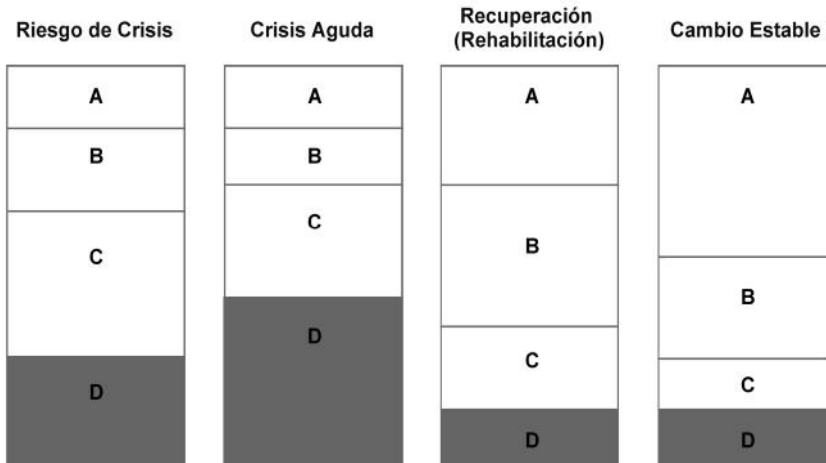 Riesgo de Crisis
A
B
C
D
Crisis Aguda
A
B
C
D
Recuperación
(Rehabilitación)
A
B
C
D
Cambio Estable
A
B
C
D